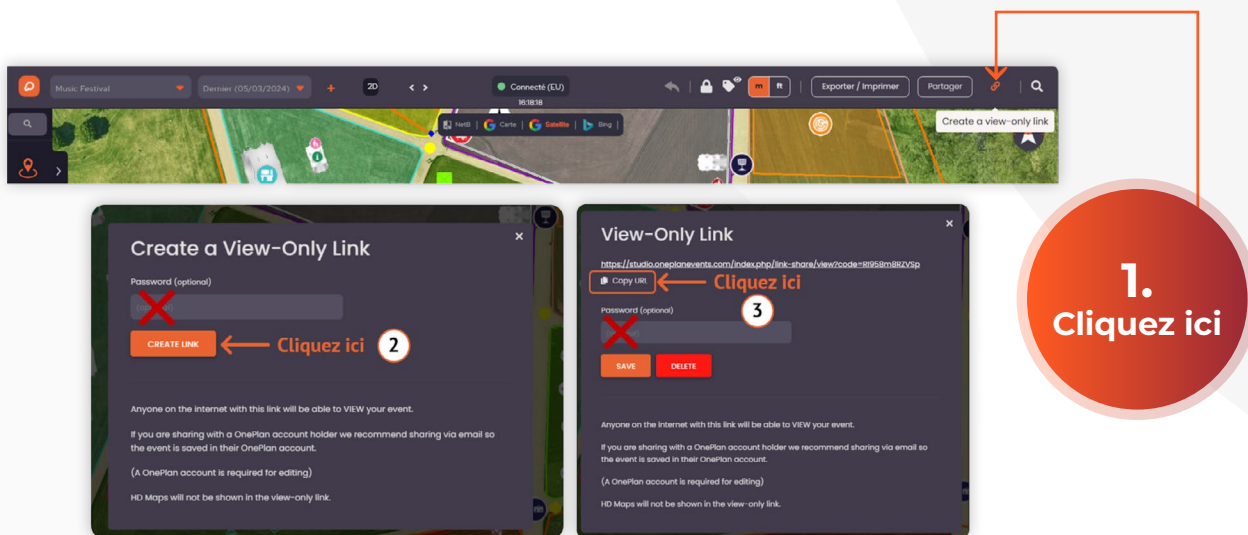 Music Festival
Dernier (05/03/2024)
+
2D
< >
Connecté (EU)
16:18:18
m
ft
Exporter / Imprimer
Partager
Create a view-only link
NetB | Carte | Satellite | Bing |
1.
Cliquez ici
Create a View-Only Link
×
Password (optional)
(optional)
CREATE LINK
Cliquez ici
2
Anyone on the internet with this link will be able to VIEW your event.
If you are sharing with a OnePlan account holder we recommend sharing via email so
the event is saved in their OnePlan account.
(A OnePlan account is required for editing)
HD Maps will not be shown in the view-only link.
View-Only Link
×
https://studio.oneplanevents.com/index.php/link-share/view?code=RI958m8RZVSp
Copy URL
Cliquez ici
3
Password (optional)
SAVE
DELETE
Anyone on the internet with this link will be able to VIEW your event.
If you are sharing with a OnePlan account holder we recommend sharing via email so
the event is saved in their OnePlan account.
(A OnePlan account is required for editing)
HD Maps will not be shown in the view-only link.